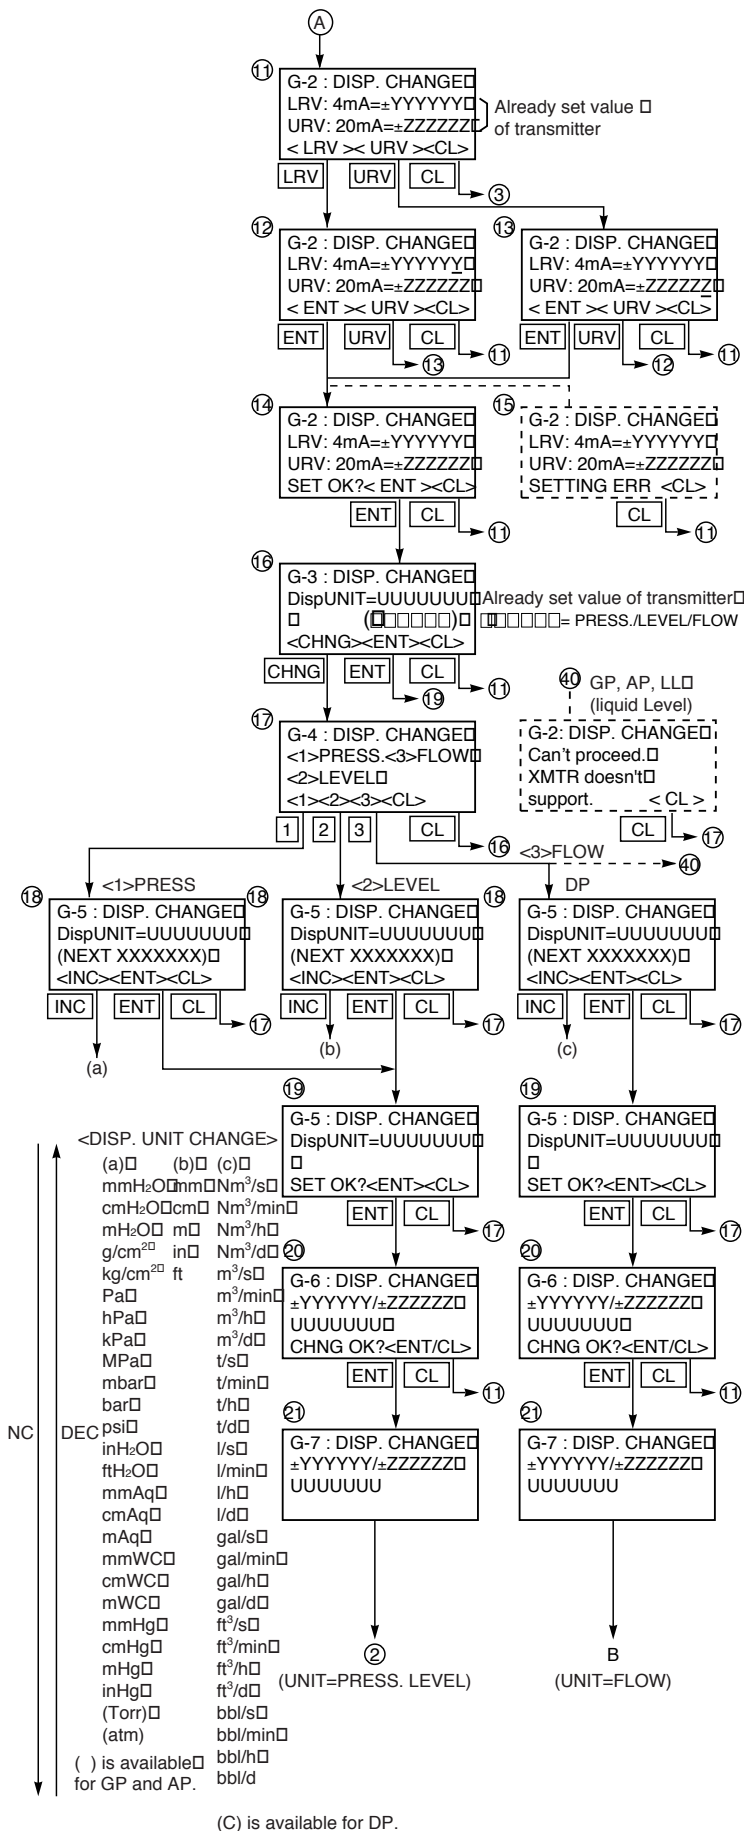 A
11
G-2 : DISP. CHANGE□
LRV: 4mA=±YYYYYY□
URV: 20mA=±ZZZZZZ□
< LRV >< URV ><CL>
Already set value □
of transmitter
LRV URV CL
3
12
G-2 : DISP. CHANGE□
LRV: 4mA=±YYYYYY□
URV: 20mA=±ZZZZZZ□
< ENT >< URV ><CL>
ENT URV CL
11
13
13
G-2 : DISP. CHANGE□
LRV: 4mA=±YYYYYY□
URV: 20mA=±ZZZZZZ□
< ENT >< URV ><CL>
ENT URV CL
11
12
14
G-2 : DISP. CHANGE□
LRV: 4mA=±YYYYYY□
URV: 20mA=±ZZZZZZ□
SET OK?< ENT ><CL>
ENT CL
11
15
G-2 : DISP. CHANGE□
LRV: 4mA=±YYYYYY□
URV: 20mA=±ZZZZZZ□
SETTING ERR <CL>
CL
11
16
G-3 : DISP. CHANGE□
DispUNIT=UUUUUUU□
□ (□□□□□□)□
<CHNG><ENT><CL>
Already set value of transmitter□
□□□□□□= PRESS./LEVEL/FLOW
CHNG ENT CL
11
19
17
G-4 : DISP. CHANGE□
<1>PRESS.<3>FLOW□
<2>LEVEL□
<1><2><3><CL>
1 2 3 CL
16
40 GP, AP, LL□
(liquid Level)
G-2: DISP. CHANGE□
Can't proceed.□
XMTR doesn't□
support. < CL >
CL
17
<3>FLOW
40
<1>PRESS
18
G-5 : DISP. CHANGE□
DispUNIT=UUUUUUU□
(NEXT XXXXXXX)□
<INC><ENT><CL>
INC ENT CL
17
(a)
<2>LEVEL
18
G-5 : DISP. CHANGE□
DispUNIT=UUUUUUU□
(NEXT XXXXXXX)□
<INC><ENT><CL>
INC ENT CL
17
(b)
DP
18
G-5 : DISP. CHANGE□
DispUNIT=UUUUUUU□
(NEXT XXXXXXX)□
<INC><ENT><CL>
INC ENT CL
17
(c)
19
G-5 : DISP. CHANGE□
DispUNIT=UUUUUUU□
□
SET OK?<ENT><CL>
ENT CL
17
19
G-5 : DISP. CHANGE□
DispUNIT=UUUUUUU□
□
SET OK?<ENT><CL>
ENT CL
17
20
G-6 : DISP. CHANGE□
±YYYYYY/±ZZZZZZ□
UUUUUUU□
CHNG OK?<ENT/CL>
ENT CL
11
20
G-6 : DISP. CHANGE□
±YYYYYY/±ZZZZZZ□
UUUUUUU□
CHNG OK?<ENT/CL>
ENT CL
11
21
G-7 : DISP. CHANGE□
±YYYYYY/±ZZZZZZ□
UUUUUUU
2
(UNIT=PRESS. LEVEL)
21
G-7 : DISP. CHANGE□
±YYYYYY/±ZZZZZZ□
UUUUUUU
B
(UNIT=FLOW)
<DISP. UNIT CHANGE>
NC
DEC
(a)□ (b)□ (c)□
mmH2O□ mm□ Nm³/s□
cmH2O□ cm□ Nm³/min□
mH2O□ m□ Nm³/h□
g/cm²□ in□ Nm³/d□
kg/cm²□ ft m³/s□
Pa□ m³/min□
hPa□ m³/h□
kPa□ m³/d□
MPa□ t/s□
mbar□ t/min□
bar□ t/h□
psi□ t/d□
inH2O□ l/s□
ftH2O□ l/min□
mmAq□ l/h□
cmAq□ l/d□
mAq□ gal/s□
mmWC□ gal/min□
cmWC□ gal/h□
mWC□ gal/d□
mmHg□ ft³/s□
cmHg□ ft³/min□
mHg□ ft³/h□
inHg□ ft³/d□
(Torr)□ bbl/s□
(atm) bbl/min□
bbl/h□
bbl/d
( ) is available□
for GP and AP.
(C) is available for DP.